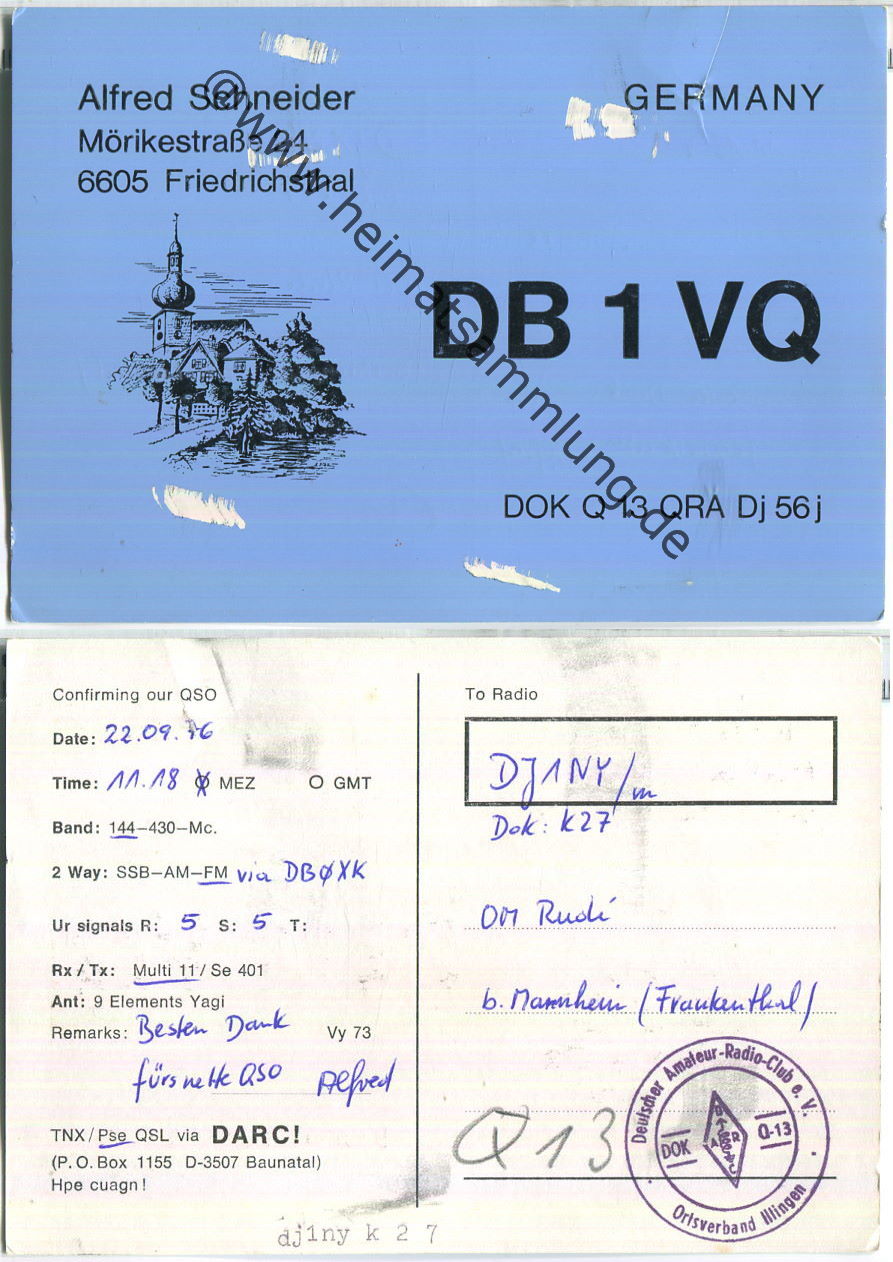 Alfred Schneider
Mörikestraße 24
6605 Friedrichsthal
GERMANY
DB 1 VQ
DOK Q 13 QRA Dj 56 j
©www.heimatsammlung.de
Confirming our QSO
Date: 22.09.76
Time: 11.18 O MEZ O GMT
Band: 144–430–Mc.
2 Way: SSB–AM–FM via DBØXK
Ur signals R: 5 S: 5 T:
Rx / Tx: Multi 11 / Se 401
Ant: 9 Elements Yagi
Remarks: Besten Dank Vy 73
fürs nette QSO Alfred
TNX / Pse QSL via DARC!
(P. O. Box 1155 D-3507 Baunatal)
Hpe cuagn !
To Radio
DJ1NY/m
Dok: K27
OM Rudi
b. Mannheim (Frankenthal)
Q 13
Deutscher Amateur-Radio-Club e. V.
DOK Q-13
DARC
Ortsverband Illingen
dj1ny k 2 7